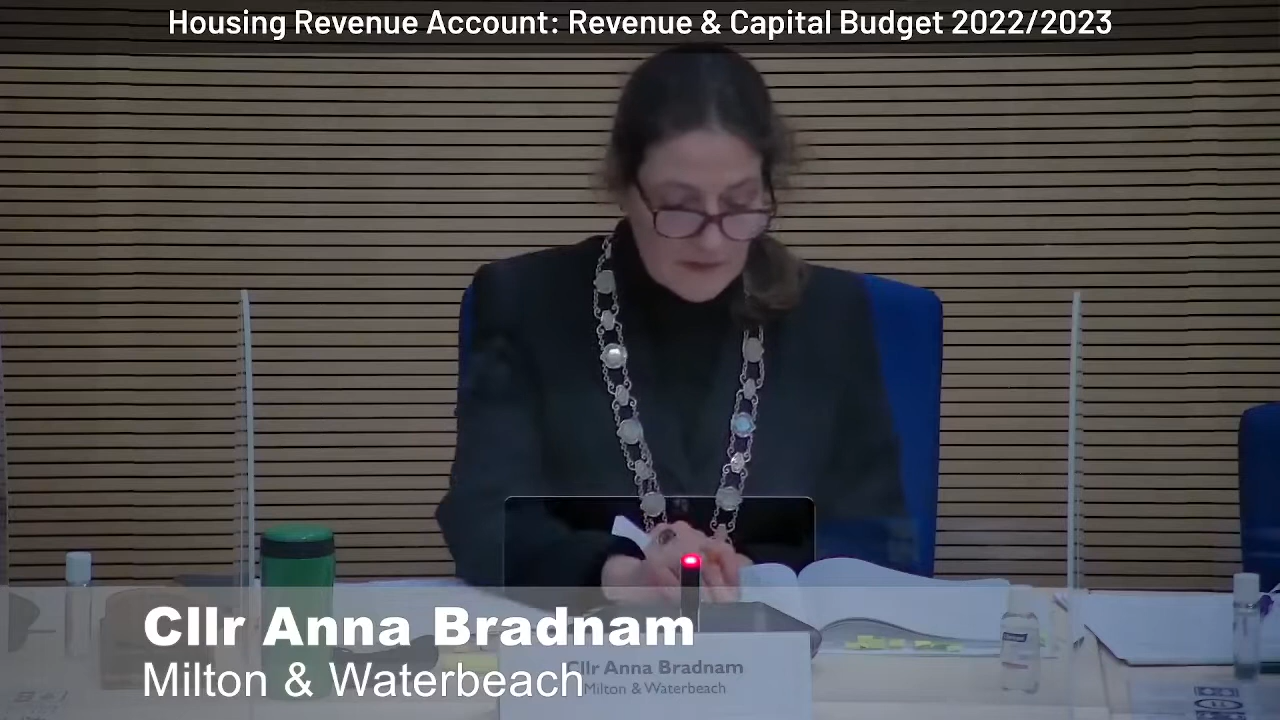 Housing Revenue Account: Revenue & Capital Budget 2022/2023
Cllr Anna Bradnam
Milton & Waterbeach
Cllr Anna Bradnam
Milton & Waterbeach